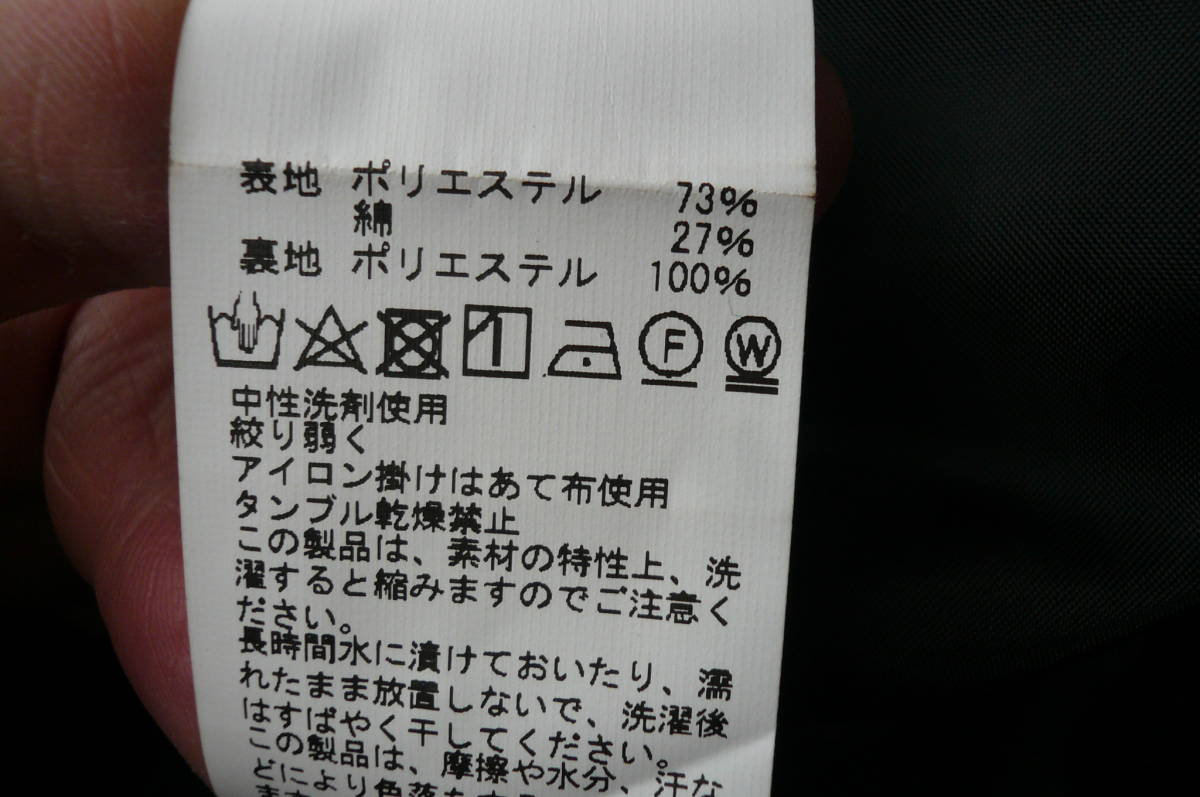 表地 ポリエステル 73%
綿 27%
裏地 ポリエステル 100%
F W
中性洗剤使用
絞り弱く
アイロン掛けはあて布使用
タンブル乾燥禁止
この製品は、素材の特性上、洗
濯すると縮みますのでご注意く
ださい。
長時間水に漬けておいたり、濡
れたまま放置しないで、洗濯後
はすばやく干してください。
この製品は、摩擦や水分、汗な
どにより色落